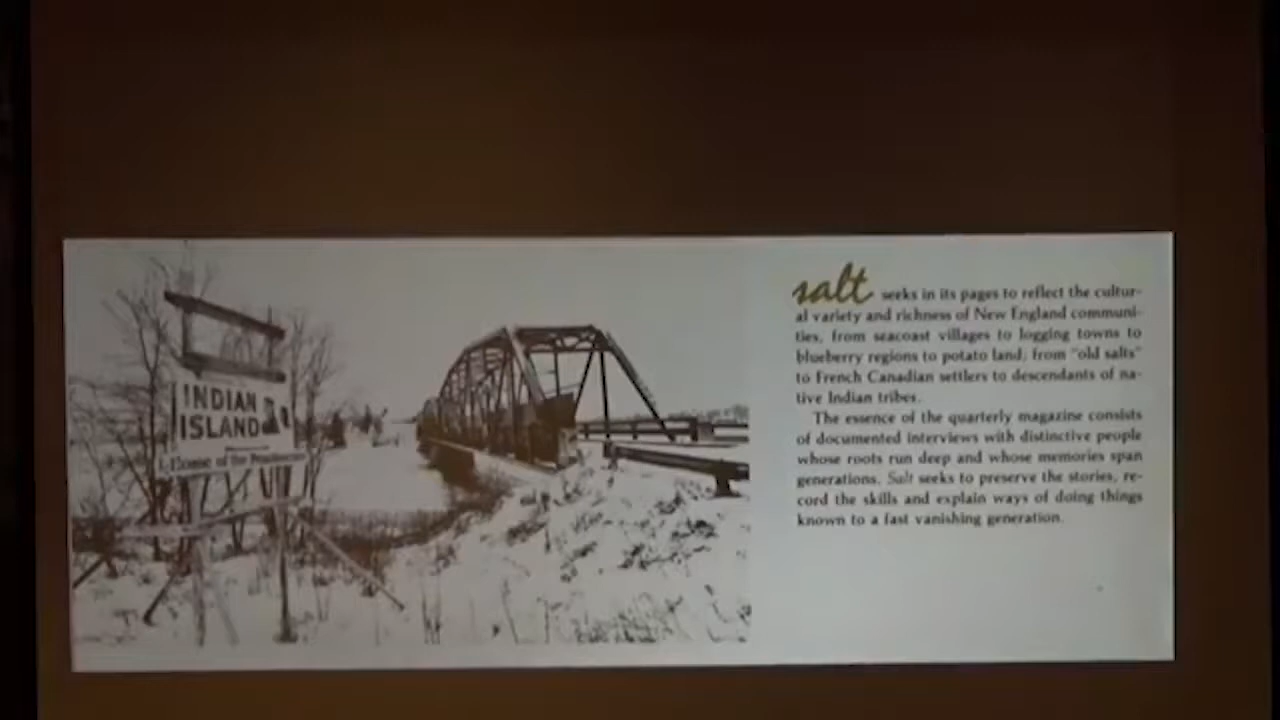 INDIAN
ISLAND
Home of the Penobscots
salt seeks in its pages to reflect the cultur-
al variety and richness of New England communi-
ties, from seacoast villages to logging towns to
blueberry regions to potato land; from "old salts"
to French Canadian settlers to descendants of na-
tive Indian tribes.
The essence of the quarterly magazine consists
of documented interviews with distinctive people
whose roots run deep and whose memories span
generations. Salt seeks to preserve the stories, re-
cord the skills and explain ways of doing things
known to a fast vanishing generation.